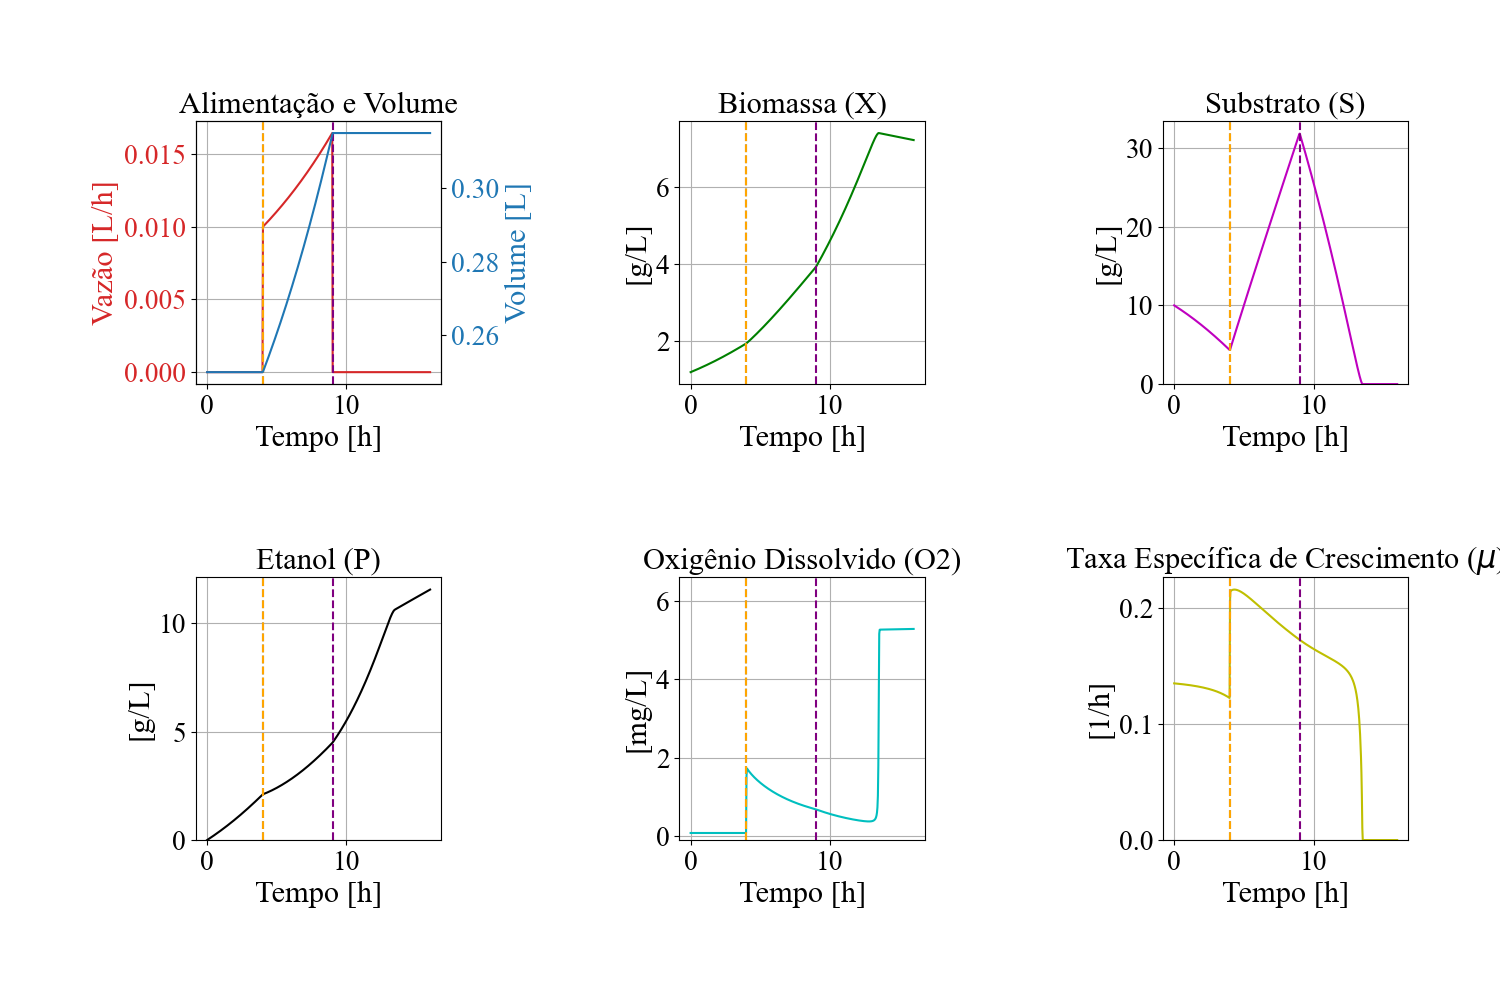 Alimentação e Volume
Vazão [L/h]
0.015
0.010
0.005
0.000
0.30
0.28
0.26
Volume [L]
0
10
Tempo [h]
Biomassa (X)
[g/L]
6
4
2
0
10
Tempo [h]
Substrato (S)
[g/L]
30
20
10
0
0
10
Tempo [h]
Etanol (P)
[g/L]
10
5
0
0
10
Tempo [h]
Oxigênio Dissolvido (O2)
[mg/L]
6
4
2
0
0
10
Tempo [h]
Taxa Específica de Crescimento (μ)
[1/h]
0.2
0.1
0.0
0
10
Tempo [h]